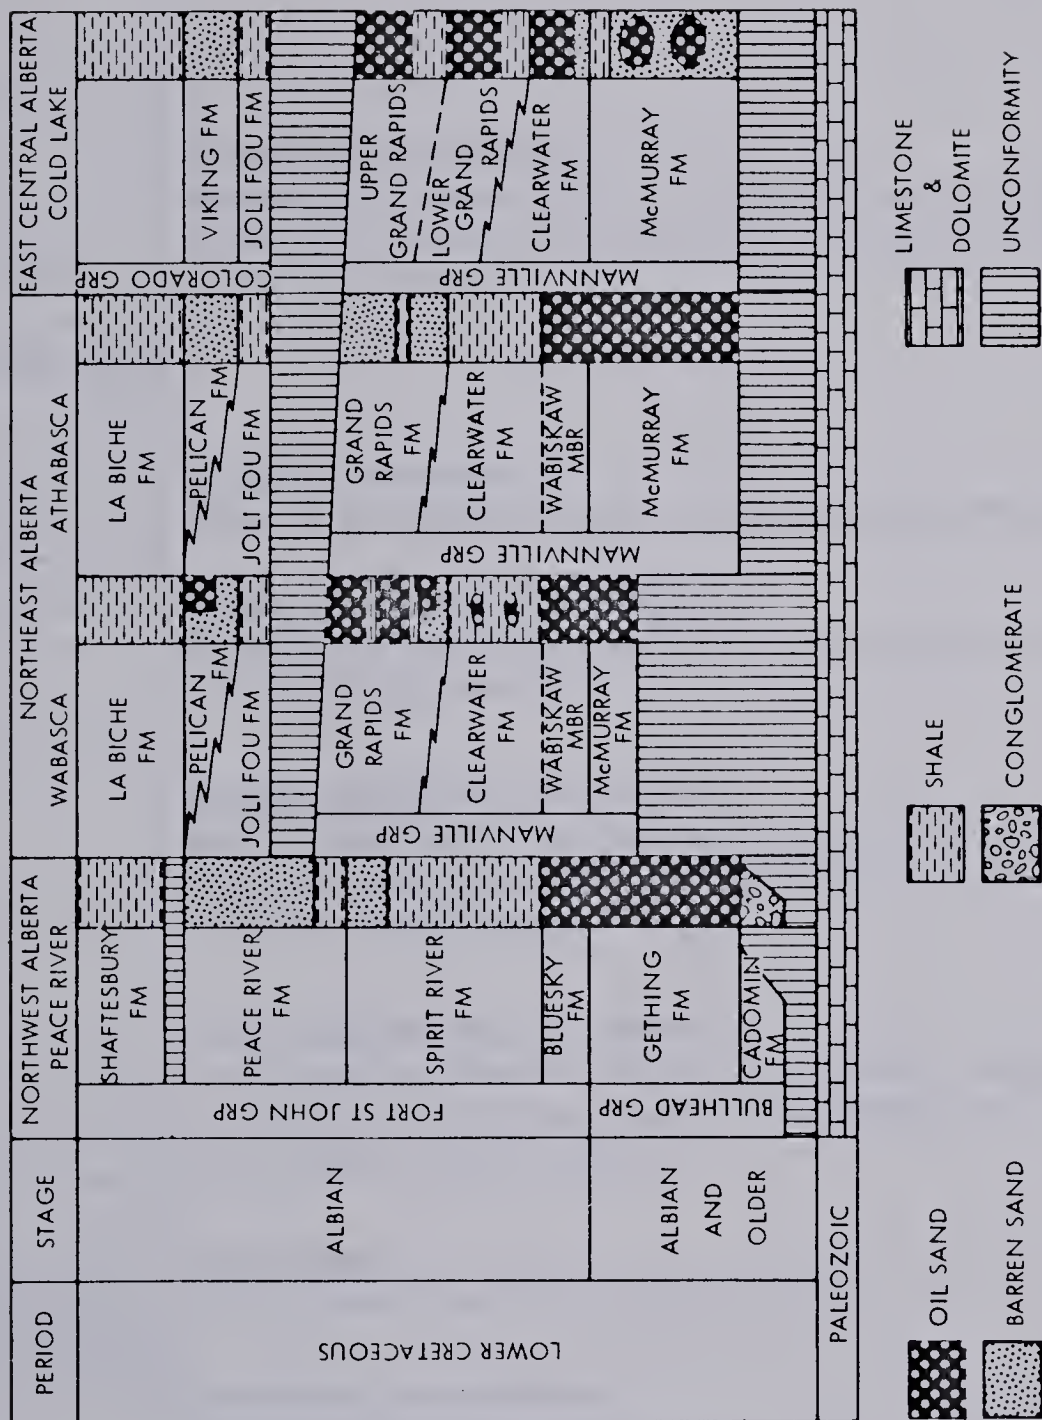 PERIOD
STAGE
NORTHWEST ALBERTA
PEACE RIVER
NORTHEAST ALBERTA
WABASCA
ATHABASCA
EAST CENTRAL ALBERTA
COLD LAKE
LOWER CRETACEOUS
ALBIAN
ALBIAN
AND
OLDER
PALEOZOIC
FORT ST JOHN GRP
BULLHEAD GRP
SHAFTESBURY
FM
PEACE RIVER
FM
SPIRIT RIVER
FM
BLUESKY
FM
GETHING
FM
CADOMIN
FM
LA BICHE
FM
PELICAN
FM
JOLI FOU FM
MANVILLE GRP
GRAND
RAPIDS
FM
CLEARWATER
FM
WABISKAW
MBR
McMURRAY
FM
LA BICHE
FM
PELICAN
FM
JOLI FOU FM
MANNVILLE GRP
GRAND
RAPIDS
FM
CLEARWATER
FM
WABISKAW
MBR
McMURRAY
FM
COLORADO GRP
VIKING FM
JOLI FOU FM
MANNVILLE GRP
UPPER
GRAND RAPIDS
LOWER
GRAND
RAPIDS
CLEARWATER
FM
McMURRAY
FM
OIL SAND
BARREN SAND
SHALE
CONGLOMERATE
LIMESTONE
&
DOLOMITE
UNCONFORMITY